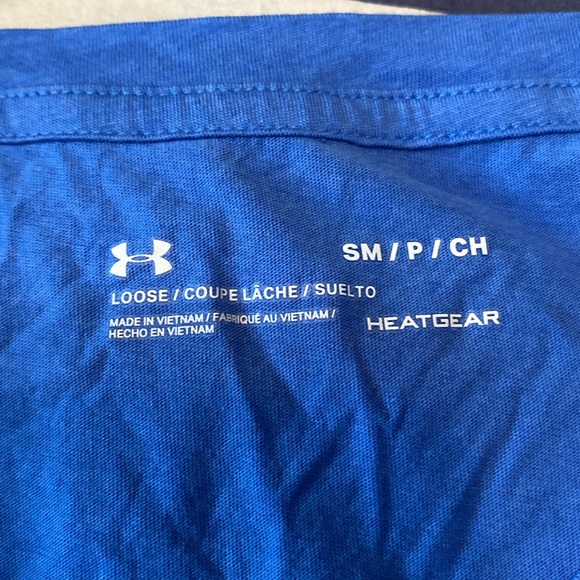 SM / P / CH
LOOSE / COUPE LÂCHE / SUELTO
MADE IN VIETNAM / FABRIQUÉ AU VIETNAM /
HECHO EN VIETNAM
HEATGEAR